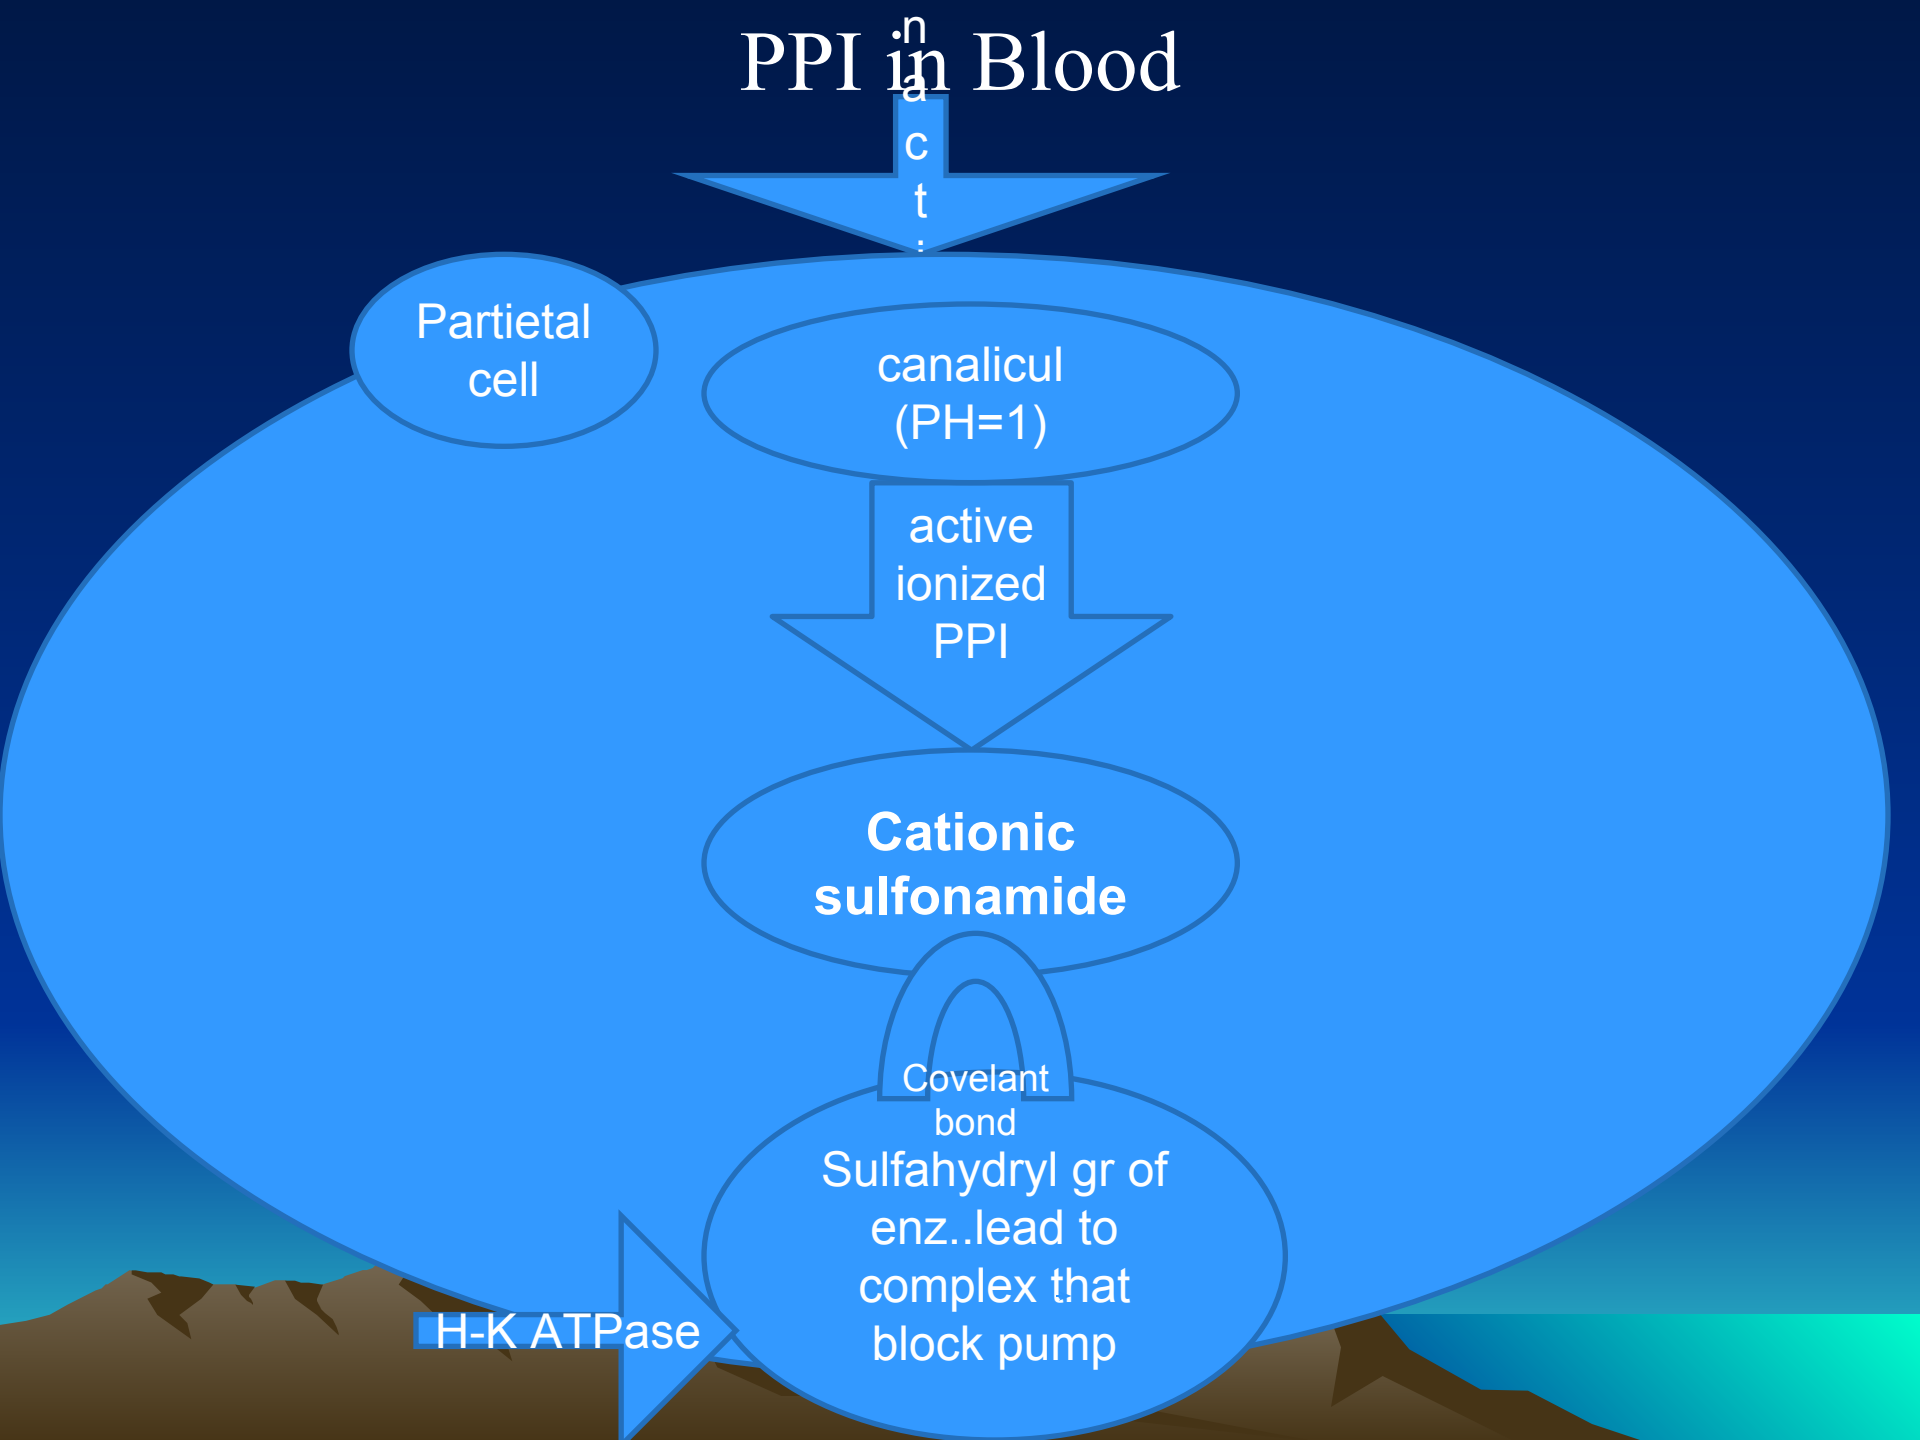 PPI in Blood
n
a
c
t
i
Partietal
cell
canalicul
(PH=1)
active
ionized
PPI
Cationic
sulfonamide
Covelant
bond
Sulfahydryl gr of
enz..lead to
complex that
block pump
H-K ATPase